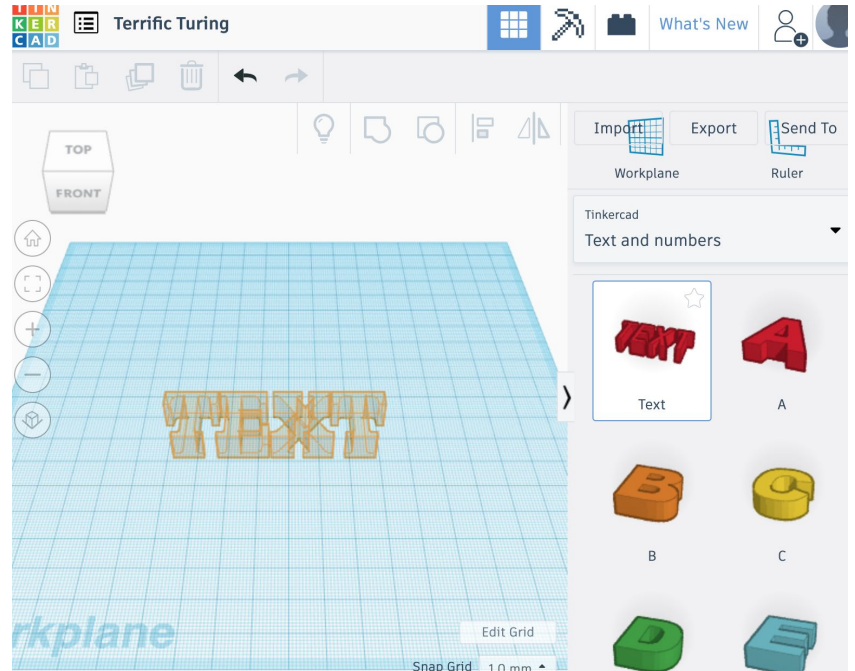 TIN
KER
CAD
Terrific Turing
What's New
Import
Export
Send To
Workplane
Ruler
TOP
FRONT
Tinkercad
Text and numbers
TEXT
Text
A
A
B
B
C
C
D
E
TEXT
rkplane
Edit Grid
Snap Grid 1.0 mm